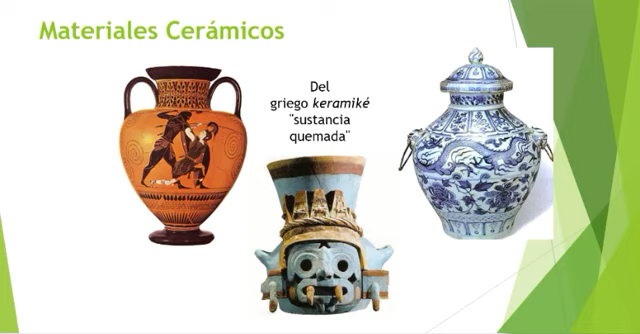 Materiales Cerámicos
Del
griego keramiké
"sustancia
quemada"